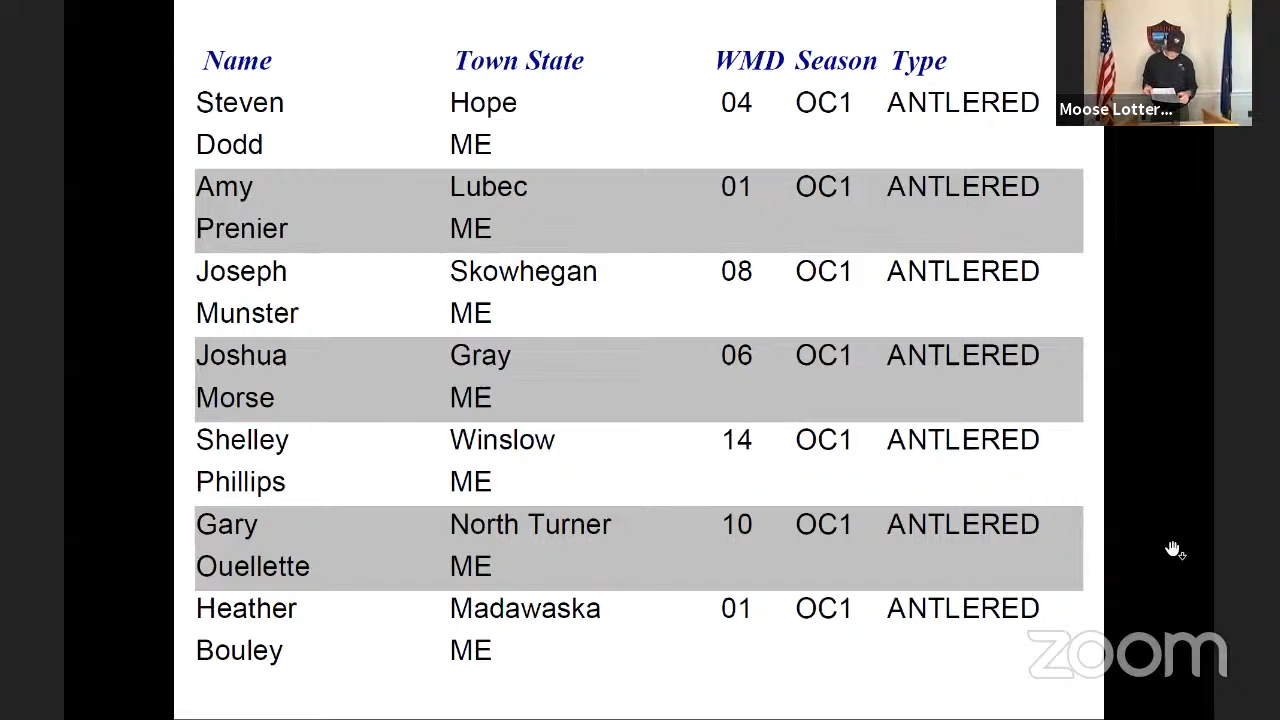 Name Town State WMD Season Type
Steven Hope 04 OC1 ANTLERED
Dodd ME
Amy Lubec 01 OC1 ANTLERED
Prenier ME
Joseph Skowhegan 08 OC1 ANTLERED
Munster ME
Joshua Gray 06 OC1 ANTLERED
Morse ME
Shelley Winslow 14 OC1 ANTLERED
Phillips ME
Gary North Turner 10 OC1 ANTLERED
Ouellette ME
Heather Madawaska 01 OC1 ANTLERED
Bouley ME
Moose Lotter...
zoom